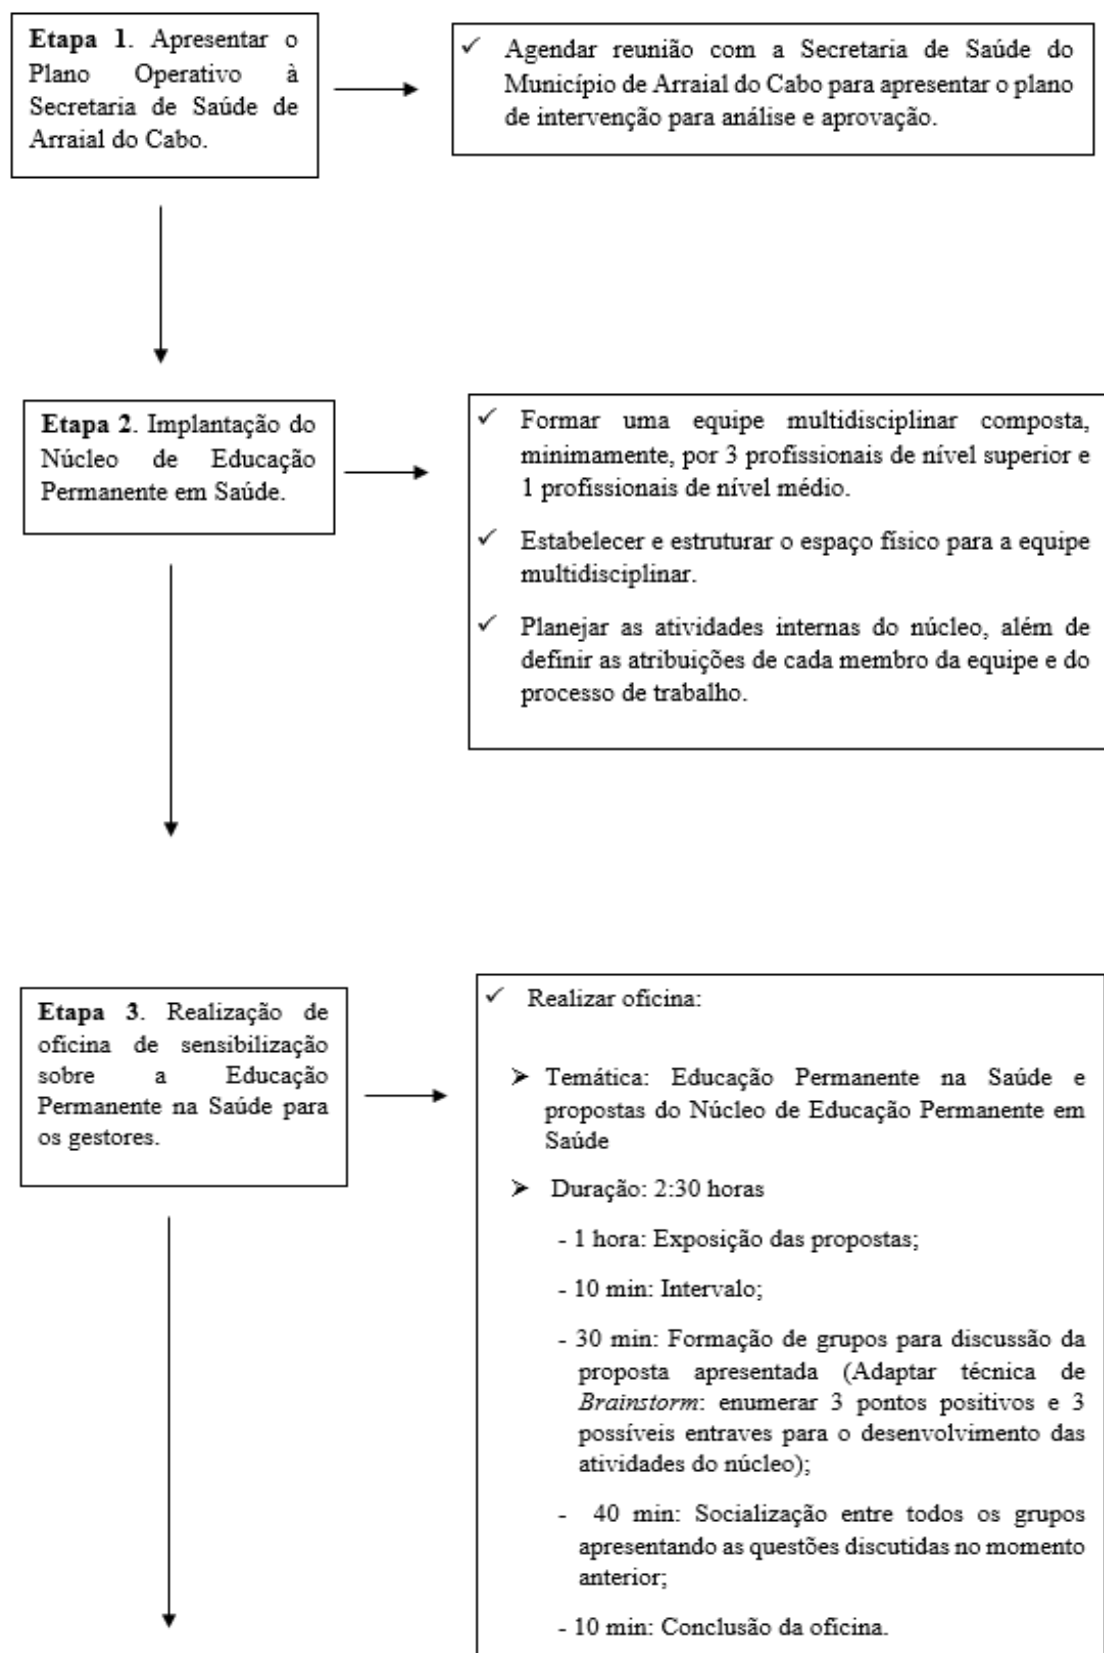 Etapa 1. Apresentar o
Plano Operativo à
Secretaria de Saúde de
Arraial do Cabo.
✓ Agendar reunião com a Secretaria de Saúde do
Município de Arraial do Cabo para apresentar o plano
de intervenção para análise e aprovação.
Etapa 2. Implantação do
Núcleo de Educação
Permanente em Saúde.
✓ Formar uma equipe multidisciplinar composta,
minimamente, por 3 profissionais de nível superior e
1 profissionais de nível médio.
✓ Estabelecer e estruturar o espaço físico para a equipe
multidisciplinar.
✓ Planejar as atividades internas do núcleo, além de
definir as atribuições de cada membro da equipe e do
processo de trabalho.
Etapa 3. Realização de
oficina de sensibilização
sobre a Educação
Permanente na Saúde para
os gestores.
✓ Realizar oficina:
➢ Temática: Educação Permanente na Saúde e
propostas do Núcleo de Educação Permanente em
Saúde
➢ Duração: 2:30 horas
- 1 hora: Exposição das propostas;
- 10 min: Intervalo;
- 30 min: Formação de grupos para discussão da
proposta apresentada (Adaptar técnica de
Brainstorm: enumerar 3 pontos positivos e 3
possíveis entraves para o desenvolvimento das
atividades do núcleo);
- 40 min: Socialização entre todos os grupos
apresentando as questões discutidas no momento
anterior;
- 10 min: Conclusão da oficina.